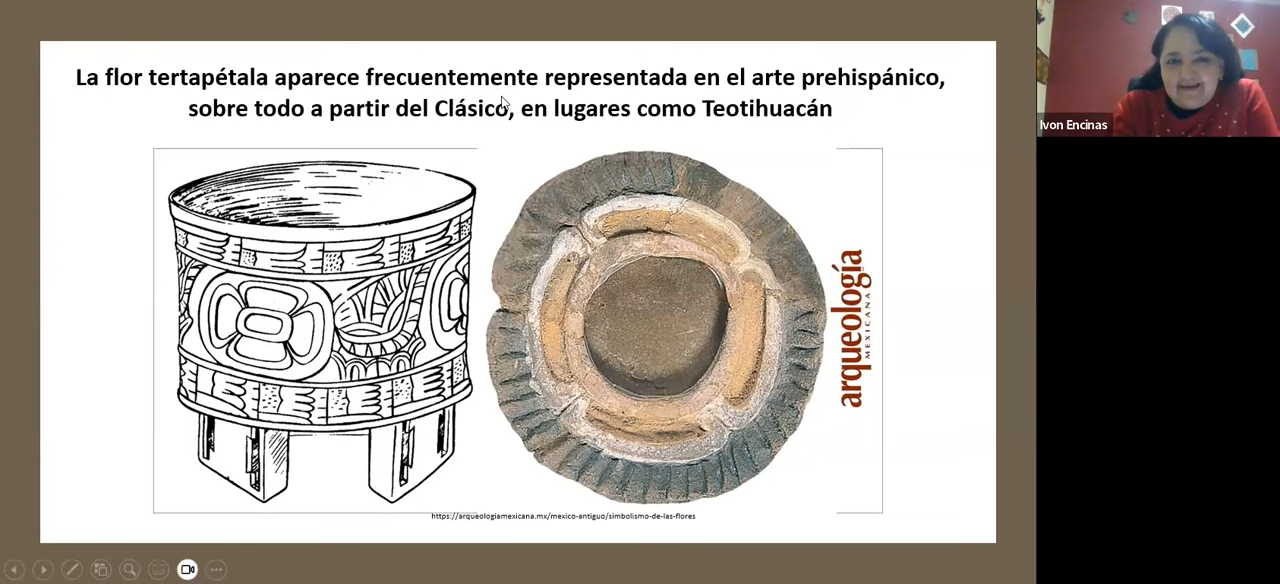 La flor tertapétala aparece frecuentemente representada en el arte prehispánico,
sobre todo a partir del Clásico, en lugares como Teotihuacán
arqueología
MEXICANA
https://arqueologiamexicana.mx/mexico-antiguo/simbolismo-de-las-flores
Ivon Encinas